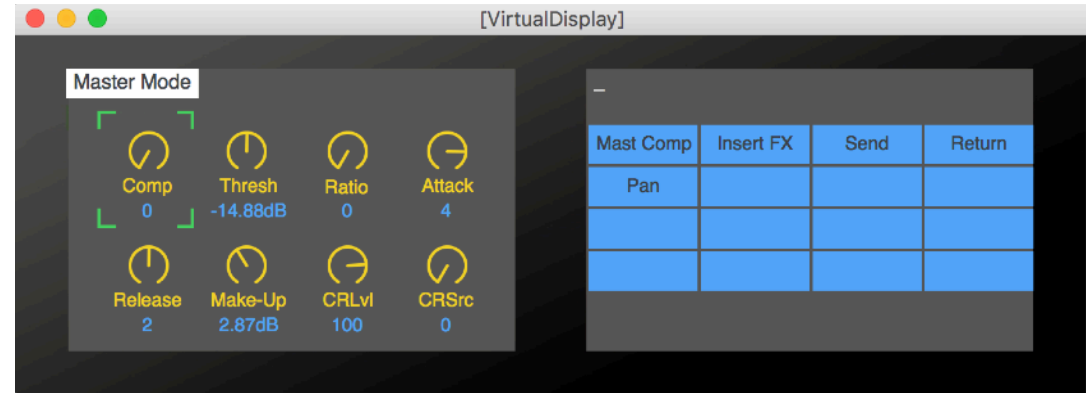 [VirtualDisplay]
Master Mode
Comp Thresh Ratio Attack
0 -14.88dB 0 4
Release Make-Up CRLvl CRSrc
2 2.87dB 100 0
–
Mast Comp Insert FX Send Return
Pan